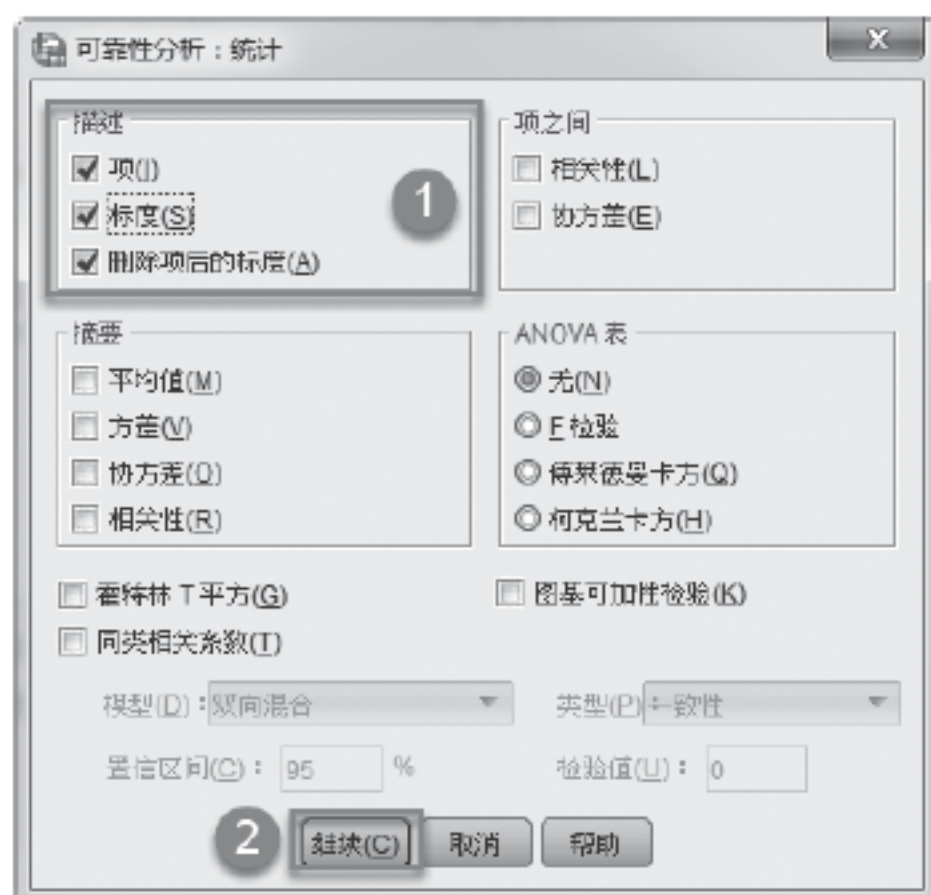 可靠性分析：统计
描述
项(I)
标度(S)
删除项后的标度(A)
1
项之间
相关性(L)
协方差(E)
摘要
平均值(M)
方差(V)
协方差(O)
相关性(R)
ANOVA 表
无(N)
F 检验
傅莱德曼卡方(Q)
柯克兰卡方(H)
霍特林 T 平方(G)
图基可加性检验(K)
同类相关系数(T)
模型(D)：双向混合
类型(P)：一致性
置信区间(C)：95 %
检验值(U)：0
2
继续(C) 取消 帮助